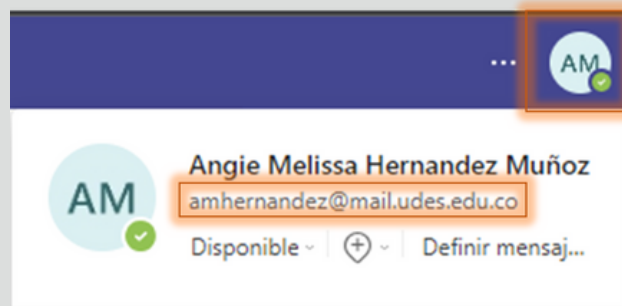 AM
AM
Angie Melissa Hernandez Muñoz
amhernandez@mail.udes.edu.co
Disponible
Definir mensaj...